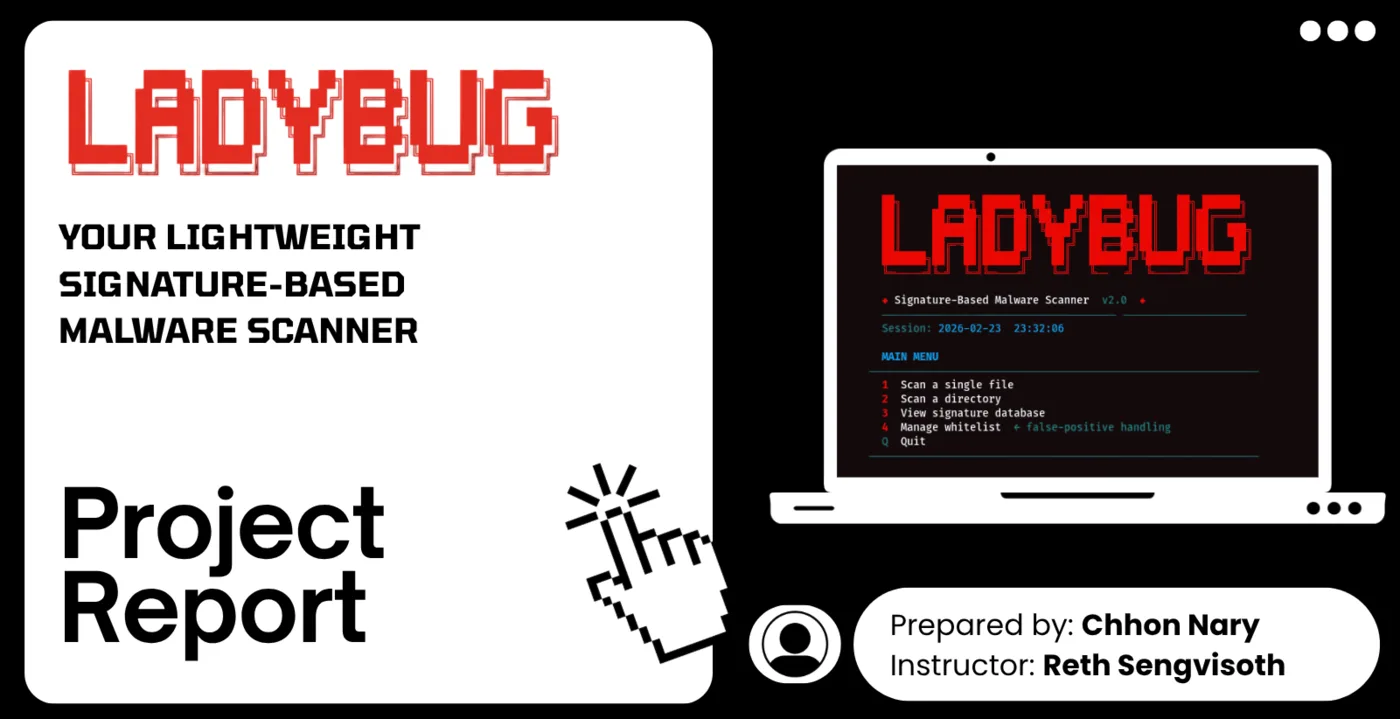 LADYBUG
YOUR LIGHTWEIGHT
SIGNATURE-BASED
MALWARE SCANNER
Project
Report
LADYBUG
Signature-Based Malware Scanner v2.0
Session: 2026-02-23 23:32:06
MAIN MENU
1 Scan a single file
2 Scan a directory
3 View signature database
4 Manage whitelist ← false-positive handling
Q Quit
Prepared by: Chhon Nary
Instructor: Reth Sengvisoth